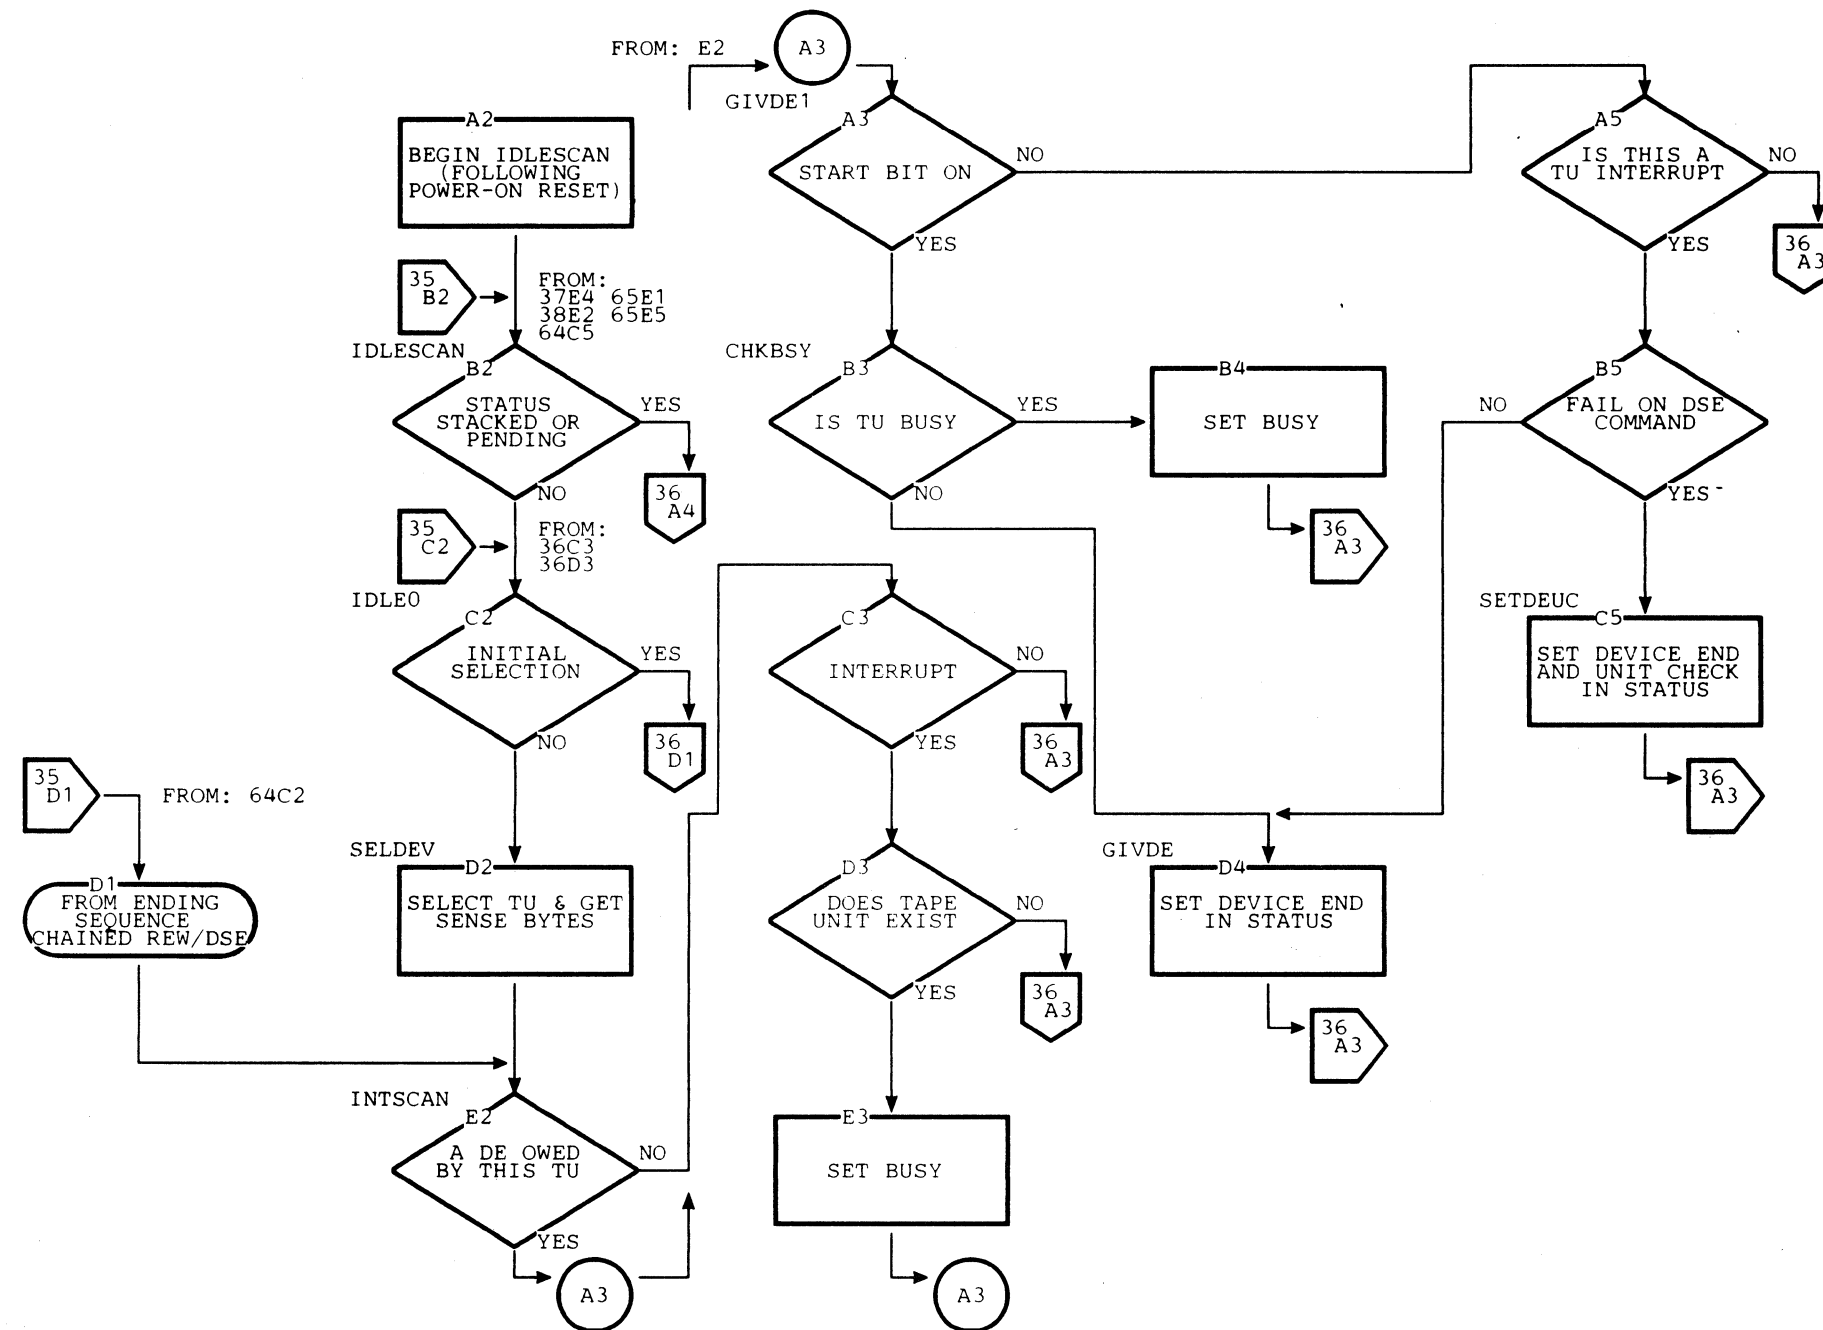 FROM: E2
A3
GIVDE1
A2
BEGIN IDLESCAN
(FOLLOWING
POWER-ON RESET)
A3
START BIT ON
NO
YES
A5
IS THIS A
TU INTERRUPT
NO
YES
36
A3
35
B2
FROM:
37E4 65E1
38E2 65E5
64C5
IDLESCAN
B2
STATUS
STACKED OR
PENDING
YES
NO
36
A4
CHKBSY
B3
IS TU BUSY
YES
NO
B4
SET BUSY
36
A3
B5
FAIL ON DSE
COMMAND
NO
YES
35
C2
FROM:
36C3
36D3
IDLE0
C2
INITIAL
SELECTION
YES
NO
36
D1
C3
INTERRUPT
NO
YES
36
A3
SETDEUC
C5
SET DEVICE END
AND UNIT CHECK
IN STATUS
36
A3
35
D1
FROM: 64C2
D1
FROM ENDING
SEQUENCE
CHAINED REW/DSE
SELDEV
D2
SELECT TU & GET
SENSE BYTES
D3
DOES TAPE
UNIT EXIST
NO
YES
36
A3
GIVDE
D4
SET DEVICE END
IN STATUS
36
A3
INTSCAN
E2
A DE OWED
BY THIS TU
NO
YES
A3
E3
SET BUSY
A3